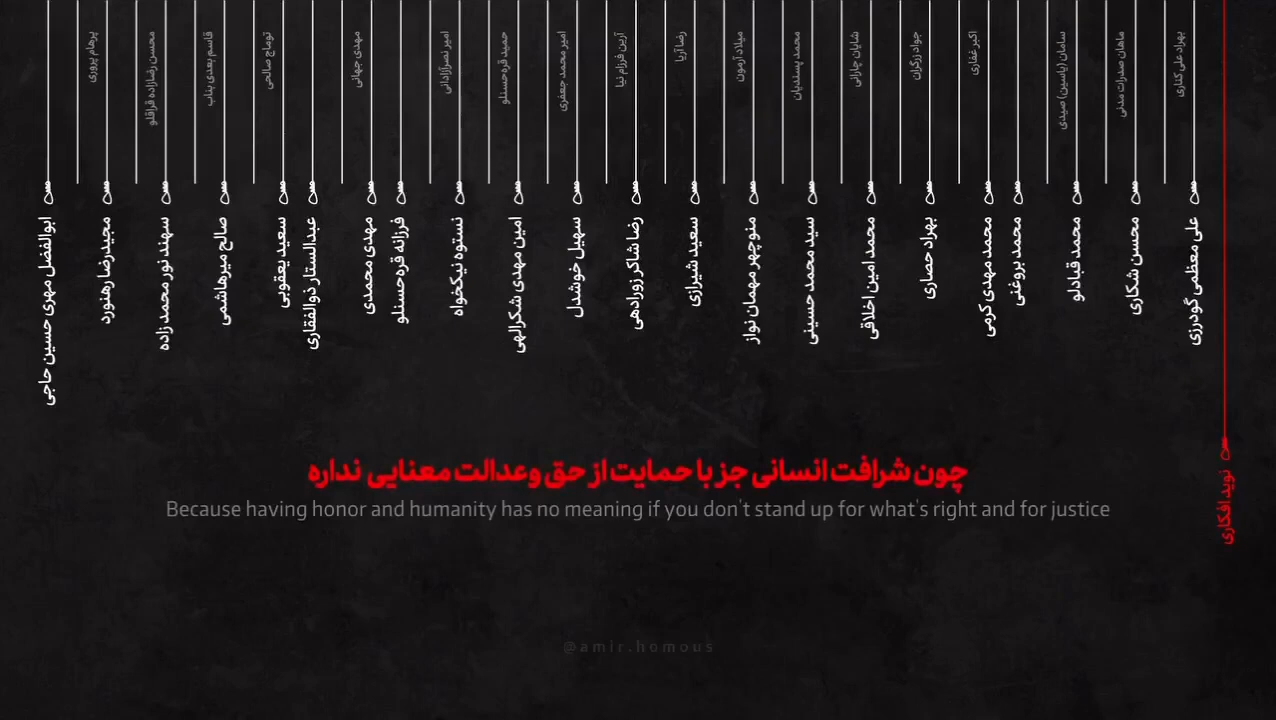 بهراد علی کناری
ماهان صدرات مدنی
سامان (یاسین) صیدی
اکبر غفاری
جواد روگران
شایان چارانی
محمد پسندیان
میلاد آرمون
رضا آریا
آرین فرزام نیا
امیر محمد جعفری
حمید قره‌حسنلو
امیر نصرآزادانی
مهدی جهانی
توماج صالحی
قاسم بعدی بناب
محسن رضازاده قراقلو
پرهام پروری
نوید افکاری
علی معظمی گودرزی
محسن شکاری
محمد قبادلو
محمد بروغنی
محمد مهدی کرمی
بهراد حصاری
محمد امین اخلاقی
سید محمد حسینی
منوچهر مهمان نواز
سعید شیرازی
رضا شاکر زورادهی
سهیل خوشدل
امین مهدی شکرالهی
نستوه نیکخواه
فرزانه قره‌حسنلو
مهدی محمدی
عبدالستار ذوالفقاری
سعید یعقوبی
صالح میرهاشمی
سهند نور محمد زاده
مجیدرضا رهنورد
ابوالفضل مهری حسین حاجی
چون شرافت انسانی جز با حمایت از حق و عدالت معنایی نداره
Because having honor and humanity has no meaning if you don't stand up for what's right and for justice
@amir.homous